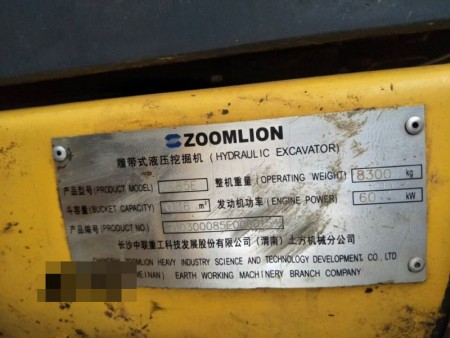 ZOOMLION
履带式液压挖掘机 (HYDRAULIC EXCAVATOR)
产品型号(PRODUCT MODEL) 85E 整机重量(OPERATING WEIGHT) 8300 kg
斗容量(BUCKET CAPACITY) m³ 发动机功率(ENGINE POWER) 60 kW
产品编号(PRODUCT NO)
长沙中联重工科技发展股份有限公司(渭南)土方机械分公司
ZOOMLION HEAVY INDUSTRY SCIENCE AND TECHNOLOGY DEVELOPMENT. CO., LTD
EINAN) EARTH WORKING MACHINERY BRANCH COMPANY